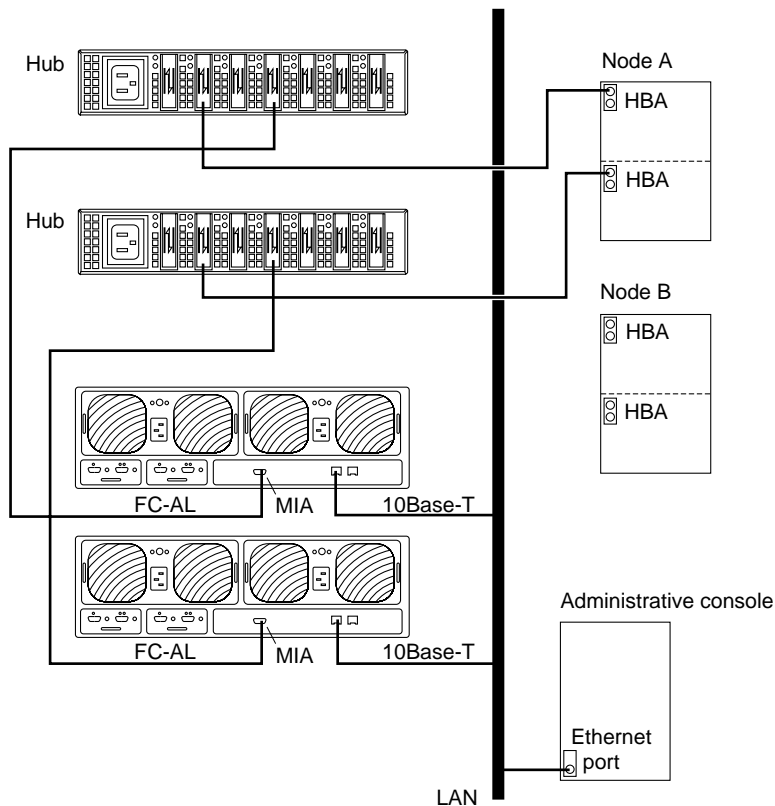 Hub
Node A
HBA
HBA
Hub
Node B
HBA
HBA
FC-AL
MIA
10Base-T
FC-AL
MIA
10Base-T
Administrative console
Ethernet
port
LAN